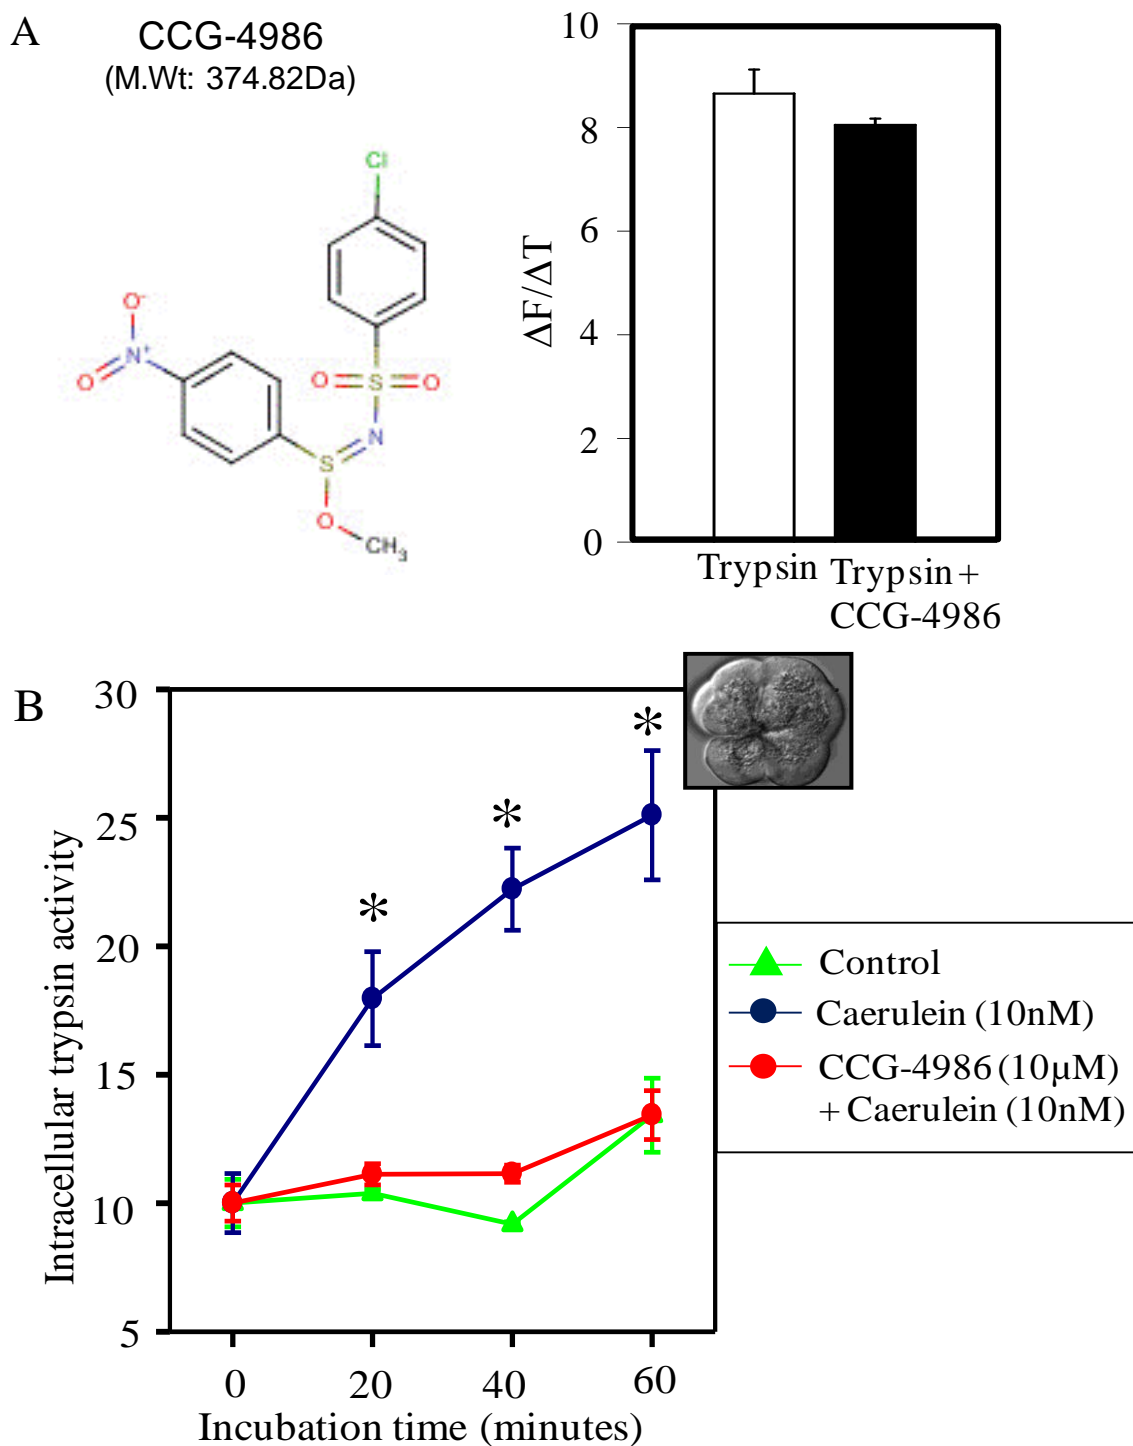 A
CCG-4986
(M.Wt: 374.82Da)
Cl
O-
N+
O
O
S
O
N
S
O
CH3
10
8
6
4
2
0
ΔF/ΔT
Trypsin
Trypsin +
CCG-4986
B
30
25
20
15
10
5
Intracellular trypsin activity
*
*
*
0
20
40
60
Incubation time (minutes)
Control
Caerulein (10nM)
CCG-4986 (10µM)
+ Caerulein (10nM)